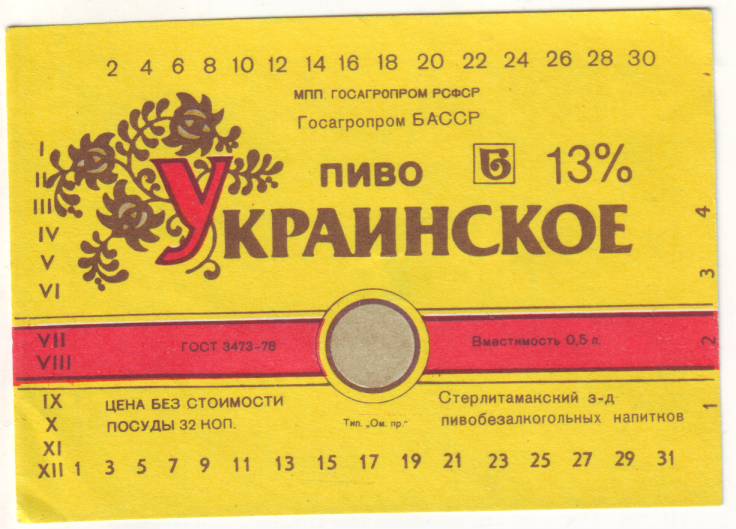 2 4 6 8 10 12 14 16 18 20 22 24 26 28 30
МПП. ГОСАГРОПРОМ РСФСР
Госагропром БАССР
ПИВО Б 13%
УКРАИНСКОЕ
I
II
III
IV
V
VI
VII
VIII
IX
X
XI
XII
ГОСТ 3473-78
Вместимость 0,5 л.
ЦЕНА БЕЗ СТОИМОСТИ
ПОСУДЫ 32 КОП.
Тип. „Ом. пр."
Стерлитамакский з-д
пивобезалкогольных напитков
1 3 5 7 9 11 13 15 17 19 21 23 25 27 29 31
1 2 3 4